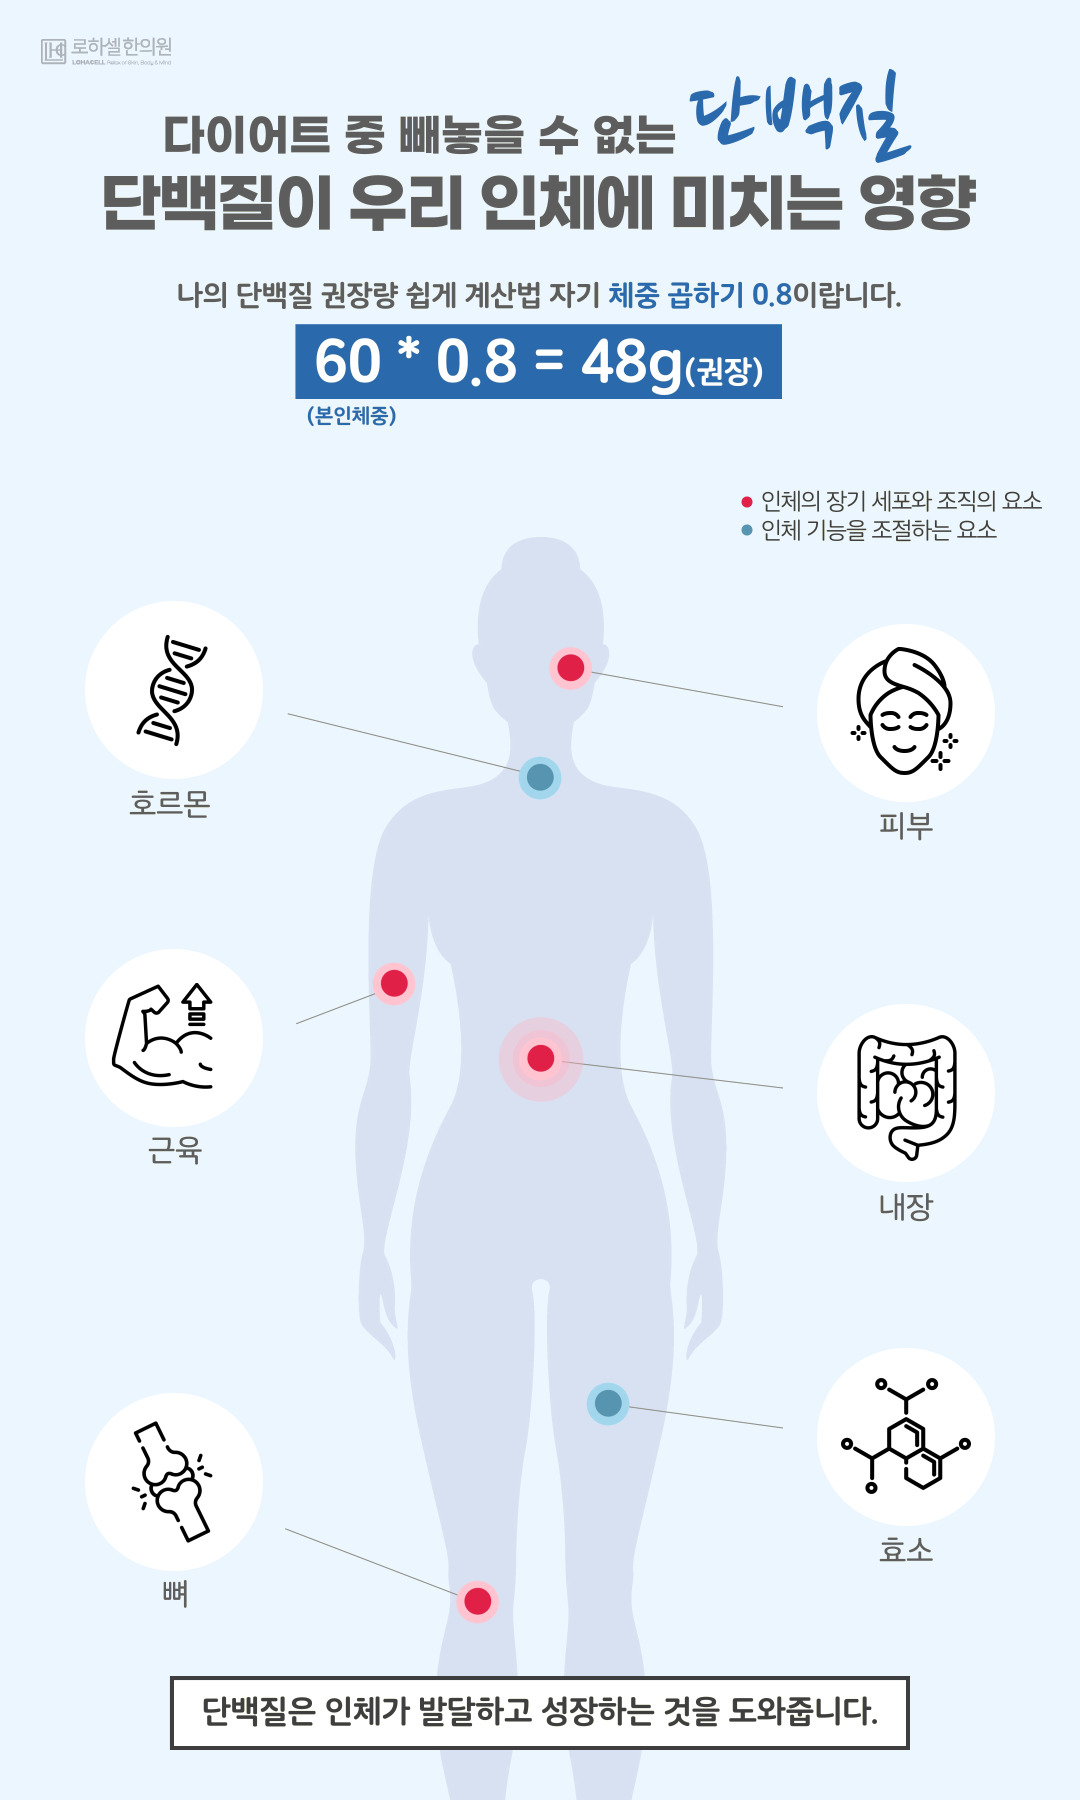 로하셀한의원
LOHACELL Relax of Skin, Body & Mind
다이어트 중 빼놓을 수 없는 단백질
단백질이 우리 인체에 미치는 영향
나의 단백질 권장량 쉽게 계산법 자기 체중 곱하기 0.8이랍니다.
60 * 0.8 = 48g(권장)
(본인체중)
인체의 장기 세포와 조직의 요소
인체 기능을 조절하는 요소
호르몬
피부
근육
내장
뼈
효소
단백질은 인체가 발달하고 성장하는 것을 도와줍니다.